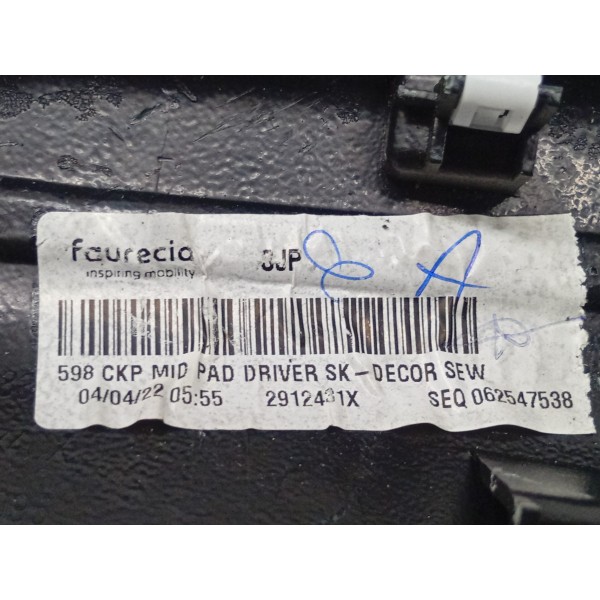 faurecia 3JP
inspiring mobility
A
598 CKP MID PAD DRIVER SK-DECOR SEW
04/04/22 05:55 2912431X SEQ 062547538